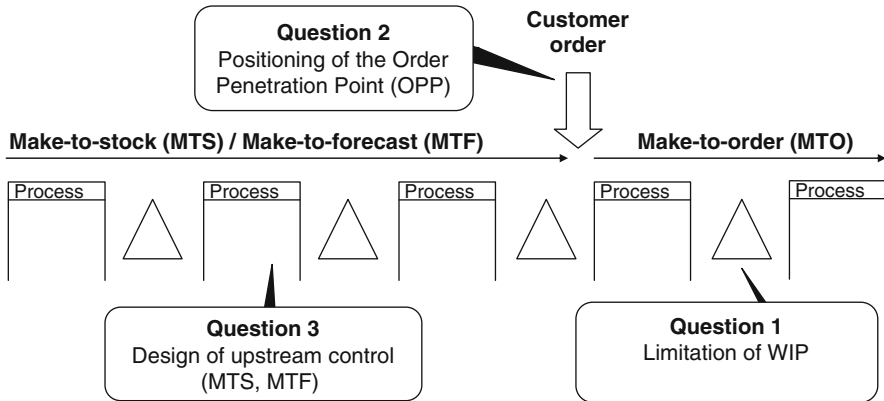 Question 2
Positioning of the Order
Penetration Point (OPP)
Customer
order
Make-to-stock (MTS) / Make-to-forecast (MTF)
Make-to-order (MTO)
Process
Process
Process
Process
Process
Question 3
Design of upstream control
(MTS, MTF)
Question 1
Limitation of WIP